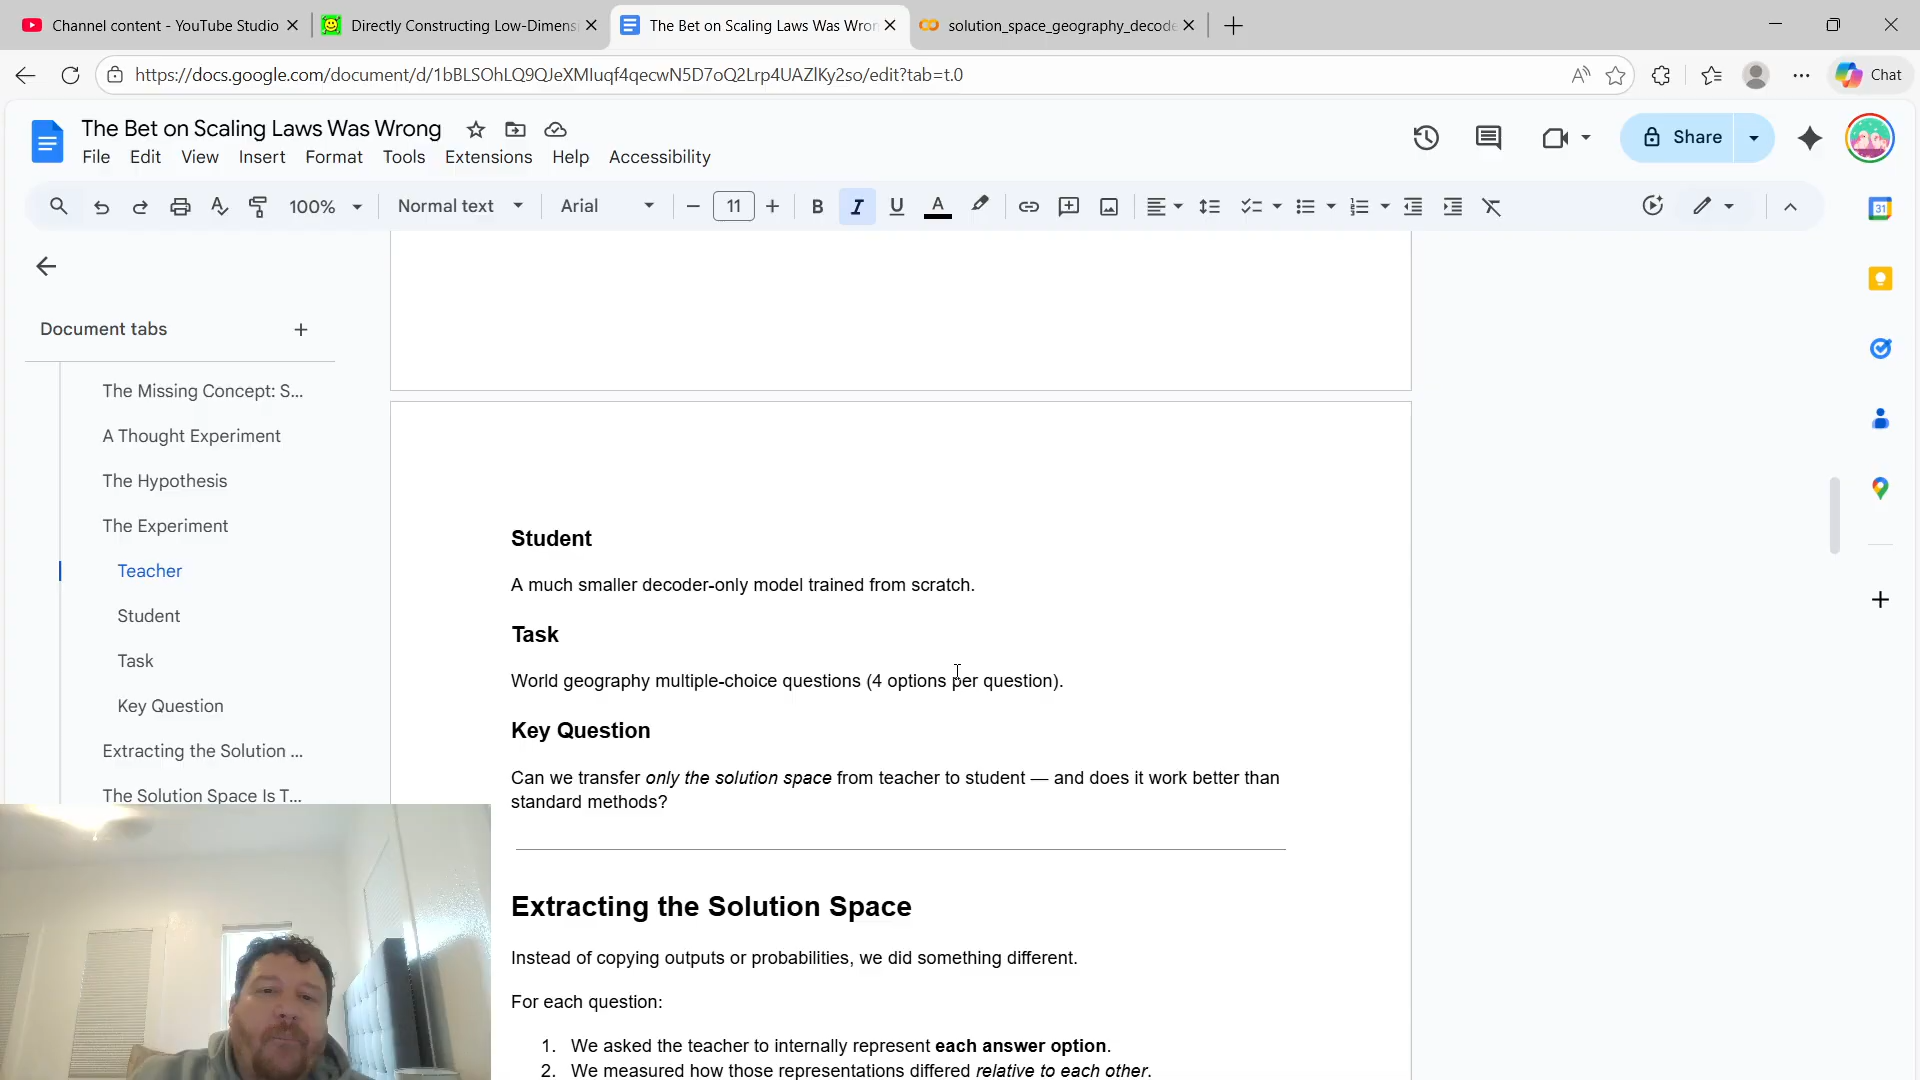 Channel content - YouTube Studio
Directly Constructing Low-Dimens
The Bet on Scaling Laws Was Wron
solution_space_geography_decode
https://docs.google.com/document/d/1bBLSOhLQ9QJeXMIuqf4qecwN5D7oQ2Lrp4UAZlKy2so/edit?tab=t.0
Chat
The Bet on Scaling Laws Was Wrong
File Edit View Insert Format Tools Extensions Help Accessibility
Share
100% Normal text Arial 11 B I U A
31
Document tabs
The Missing Concept: S...
A Thought Experiment
The Hypothesis
The Experiment
Teacher
Student
Task
Key Question
Extracting the Solution ...
The Solution Space Is T...
Student
A much smaller decoder-only model trained from scratch.
Task
World geography multiple-choice questions (4 options per question).
Key Question
Can we transfer only the solution space from teacher to student — and does it work better than
standard methods?
Extracting the Solution Space
Instead of copying outputs or probabilities, we did something different.
For each question:
1. We asked the teacher to internally represent each answer option.
2. We measured how those representations differed relative to each other.